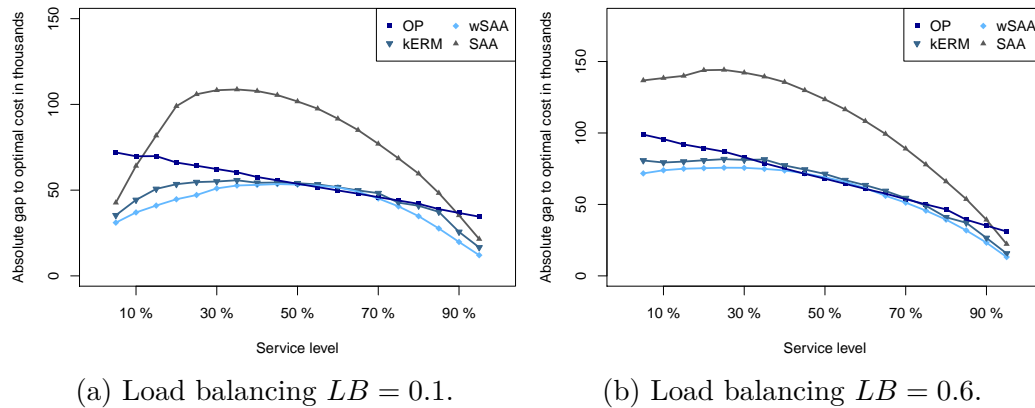 Absolute gap to optimal cost in thousands
150
100
50
0
OP wSAA
kERM SAA
10 % 30 % 50 % 70 % 90 %
Service level
(a) Load balancing LB = 0.1.
Absolute gap to optimal cost in thousands
150
100
50
0
OP wSAA
kERM SAA
10 % 30 % 50 % 70 % 90 %
Service level
(b) Load balancing LB = 0.6.